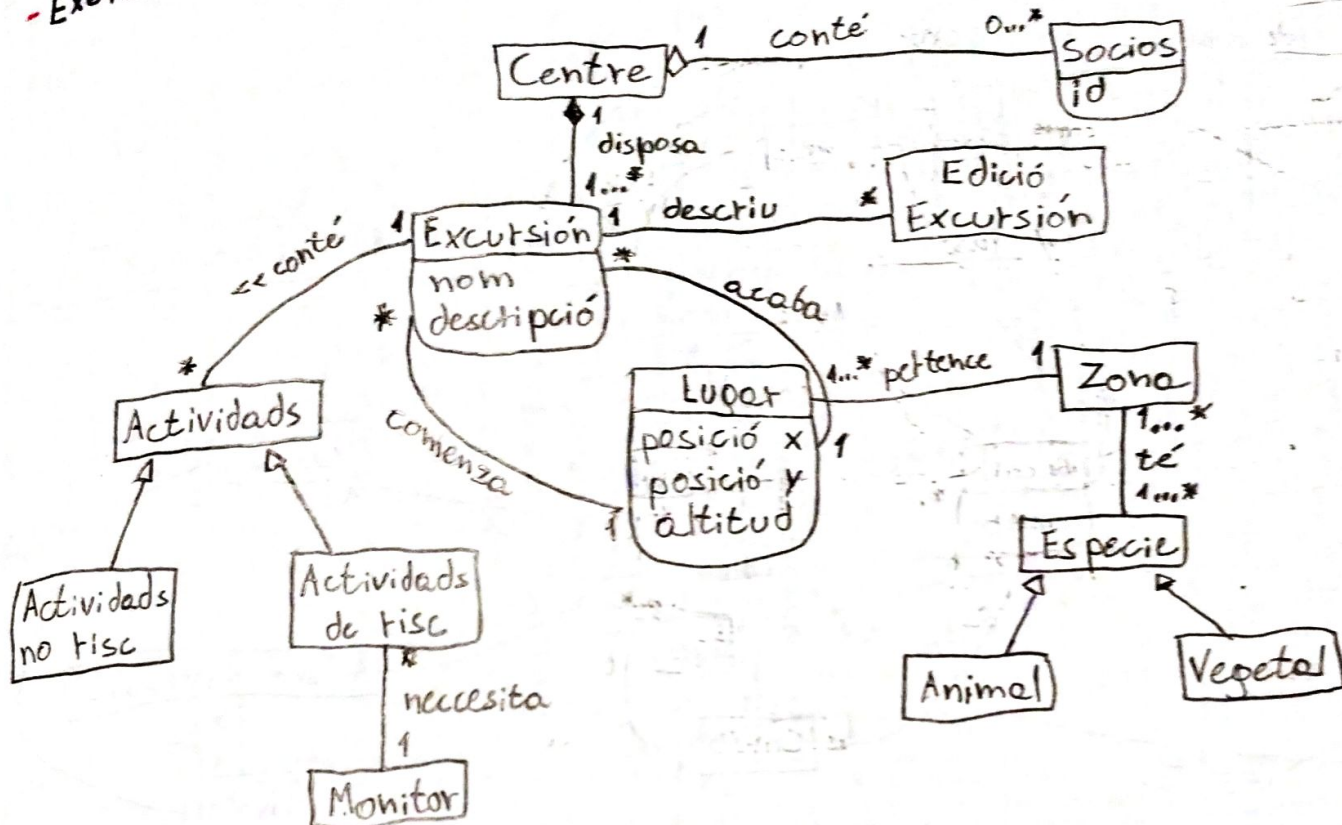 1 conté 0...*
Centre
Socios
id
1
disposa
1...*
Edició
Excursión
1 descriu *
1 Excursión
<< conté
nom
descripció
*
*
acaba
*
Actividads
comenza
1
Lugar
posició x
posició y
altitud
1
1...* pertence 1
Zona
1...*
té
1...*
Especie
Actividads
no risc
Actividads
de risc
*
neccesita
1
Monitor
Animal
Vegetal